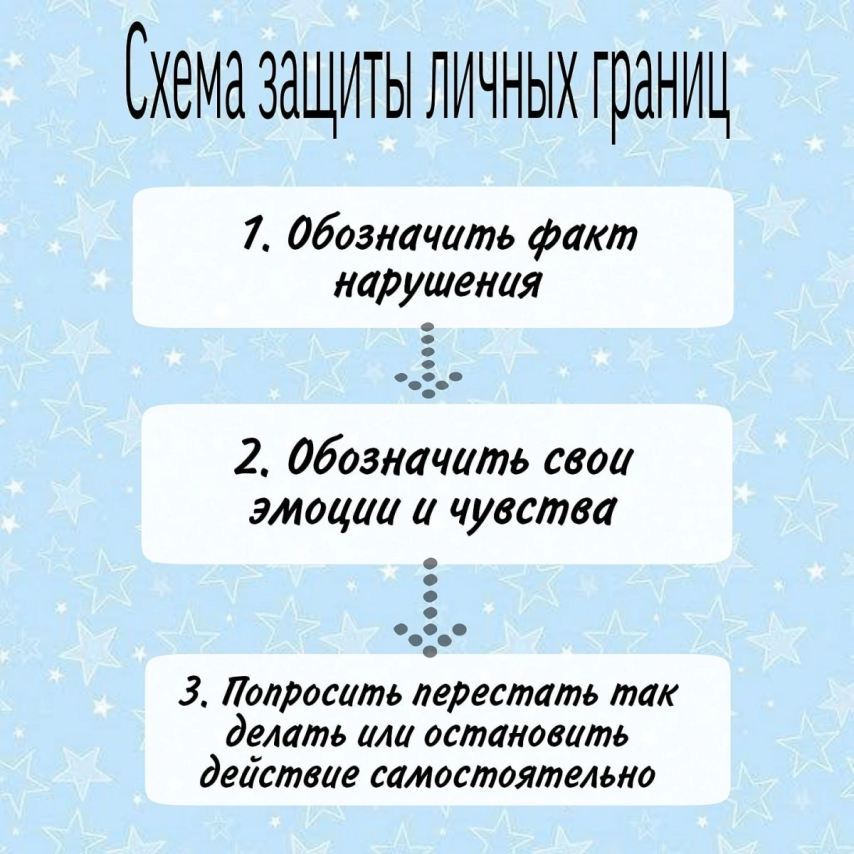 Схема защиты личных границ
1. Обозначить факт
нарушения
2. Обозначить свои
эмоции и чувства
3. Попросить перестать так
делать или остановить
действие самостоятельно